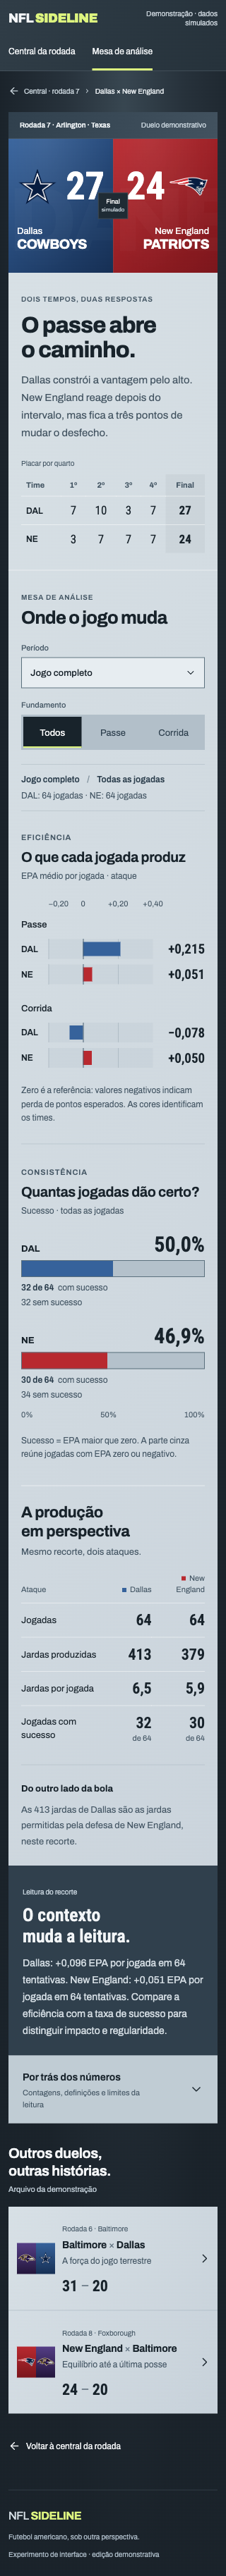 NFL SIDELINE
Demonstração · dados
simulados
Central da rodada
Mesa de análise
← Central · rodada 7 › Dallas × New England
Rodada 7 · Arlington · Texas
Duelo demonstrativo
27
Final
simulado
24
Dallas
COWBOYS
New England
PATRIOTS
DOIS TEMPOS, DUAS RESPOSTAS
O passe abre
o caminho.
Dallas constrói a vantagem pelo alto.
New England reage depois do
intervalo, mas fica a três pontos de
mudar o desfecho.
Placar por quarto
Time 1º 2º 3º 4º Final
DAL 7 10 3 7 27
NE 3 7 7 7 24
MESA DE ANÁLISE
Onde o jogo muda
Período
Jogo completo
Fundamento
Todos Passe Corrida
Jogo completo / Todas as jogadas
DAL: 64 jogadas · NE: 64 jogadas
EFICIÊNCIA
O que cada jogada produz
EPA médio por jogada · ataque
−0,20 0 +0,20 +0,40
Passe
DAL +0,215
NE +0,051
Corrida
DAL −0,078
NE +0,050
Zero é a referência: valores negativos indicam
perda de pontos esperados. As cores identificam
os times.
CONSISTÊNCIA
Quantas jogadas dão certo?
Sucesso · todas as jogadas
DAL 50,0%
32 de 64 com sucesso
32 sem sucesso
NE 46,9%
30 de 64 com sucesso
34 sem sucesso
0% 50% 100%
Sucesso = EPA maior que zero. A parte cinza
reúne jogadas com EPA zero ou negativo.
A produção
em perspectiva
Mesmo recorte, dois ataques.
Ataque Dallas New England
Jogadas 64 64
Jardas produzidas 413 379
Jardas por jogada 6,5 5,9
Jogadas com
sucesso
32 30
de 64 de 64
Do outro lado da bola
As 413 jardas de Dallas são as jardas
permitidas pela defesa de New England,
neste recorte.
Leitura do recorte
O contexto
muda a leitura.
Dallas: +0,096 EPA por jogada em 64
tentativas. New England: +0,051 EPA por
jogada em 64 tentativas. Compare a
eficiência com a taxa de sucesso para
distinguir impacto e regularidade.
Por trás dos números
Contagens, definições e limites da
leitura
Outros duelos,
outras histórias.
Arquivo da demonstração
Rodada 6 · Baltimore
Baltimore × Dallas
A força do jogo terrestre
31 – 20
Rodada 8 · Foxborough
New England × Baltimore
Equilíbrio até a última posse
24 – 20
← Voltar à central da rodada
NFL SIDELINE
Futebol americano, sob outra perspectiva.
Experimento de interface · edição demonstrativa